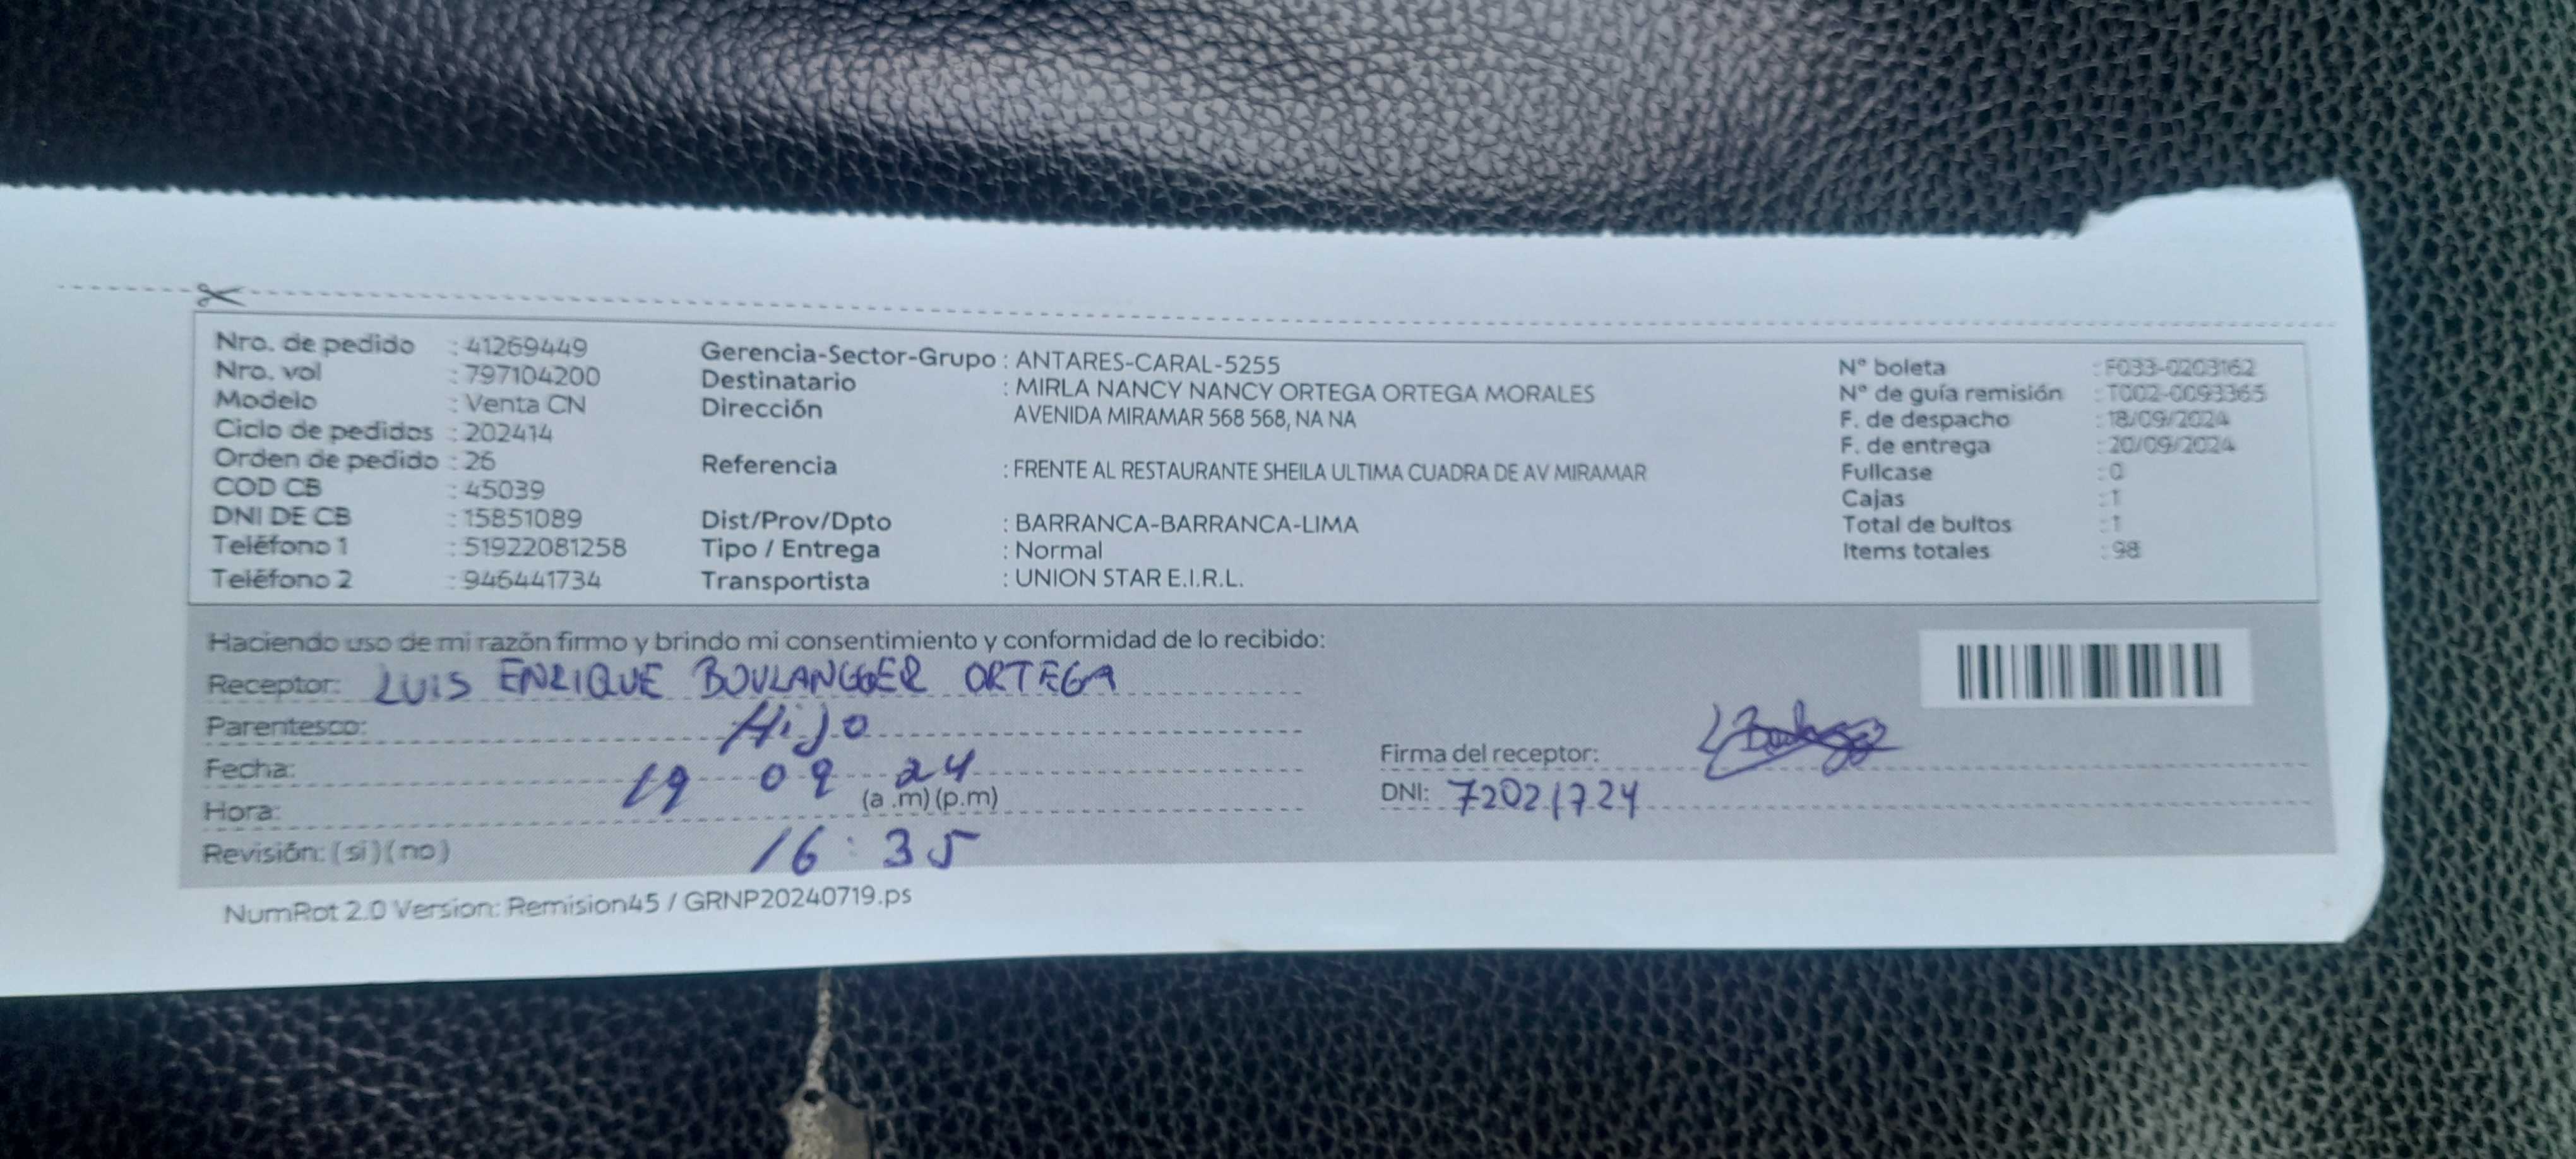 Nro. de pedido : 41269449
Nro. vol : 797104200
Modelo : Venta CN
Ciclo de pedidos : 202414
Orden de pedido : 26
COD CB : 45039
DNI DE CB : 15851089
Teléfono 1 : 51922081258
Teléfono 2 : 946441734
Gerencia-Sector-Grupo : ANTARES-CARAL-5255
Destinatario : MIRLA NANCY NANCY ORTEGA ORTEGA MORALES
Dirección AVENIDA MIRAMAR 568 568, NA NA
Referencia : FRENTE AL RESTAURANTE SHEILA ULTIMA CUADRA DE AV MIRAMAR
Dist/Prov/Dpto : BARRANCA-BARRANCA-LIMA
Tipo / Entrega : Normal
Transportista : UNION STAR E.I.R.L.
N° boleta : F033-0203162
N° de guía remisión : T002-0093365
F. de despacho : 18/09/2024
F. de entrega : 20/09/2024
Fullcase : 0
Cajas : 1
Total de bultos : 1
Items totales : 98
Haciendo uso de mi razón firmo y brindo mi consentimiento y conformidad de lo recibido:
Receptor: LUIS ENRIQUE BOULANGGER ORTEGA
Parentesco: Hijo
Fecha: 19 09 24
Hora: (a .m) (p.m)
16:35
Revisión: (si) (no)
Firma del receptor:
DNI: 72021724
NumRot 2.0 Version: Remision45 / GRNP20240719.ps